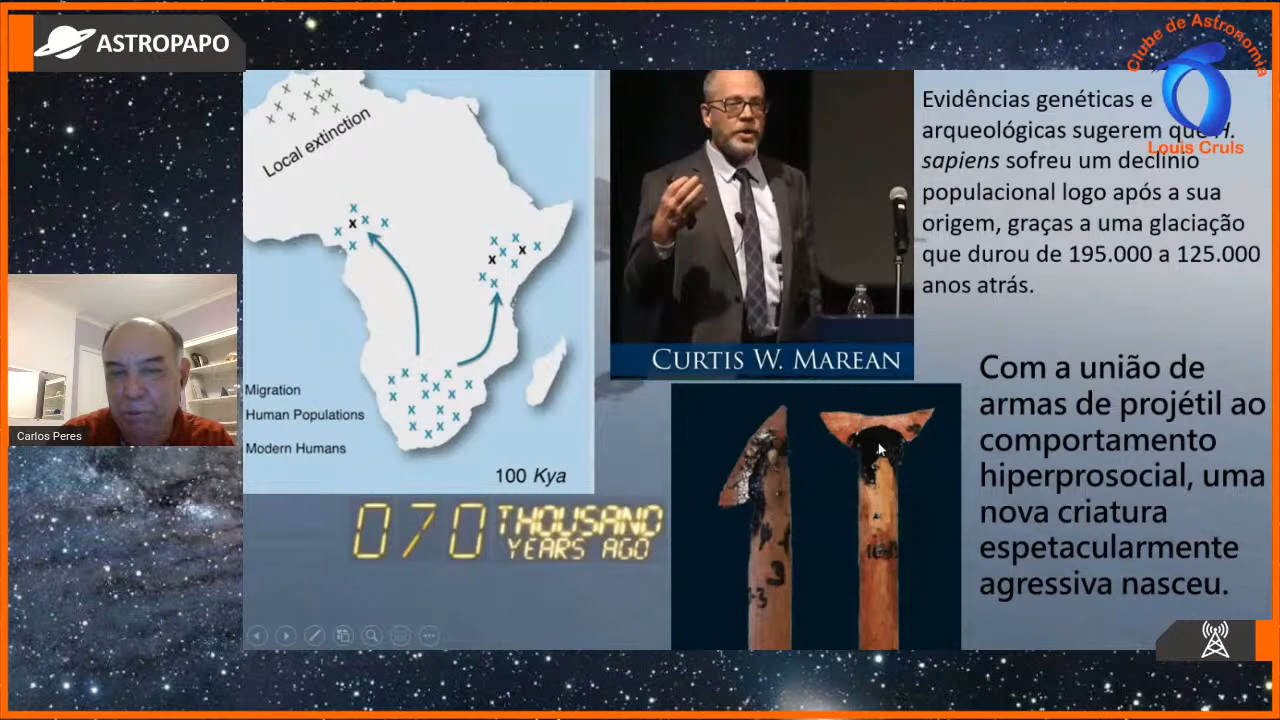 ASTROPAPO
Clube de Astronomia
Louis Cruls
Local extinction
Migration
Human Populations
Modern Humans
100 Kya
070 THOUSAND
YEARS AGO
CURTIS W. MAREAN
Evidências genéticas e
arqueológicas sugerem que H.
sapiens sofreu um declínio
populacional logo após a sua
origem, graças a uma glaciação
que durou de 195.000 a 125.000
anos atrás.
Com a união de
armas de projétil ao
comportamento
hiperprosocial, uma
nova criatura
espetacularmente
agressiva nasceu.
Carlos Peres